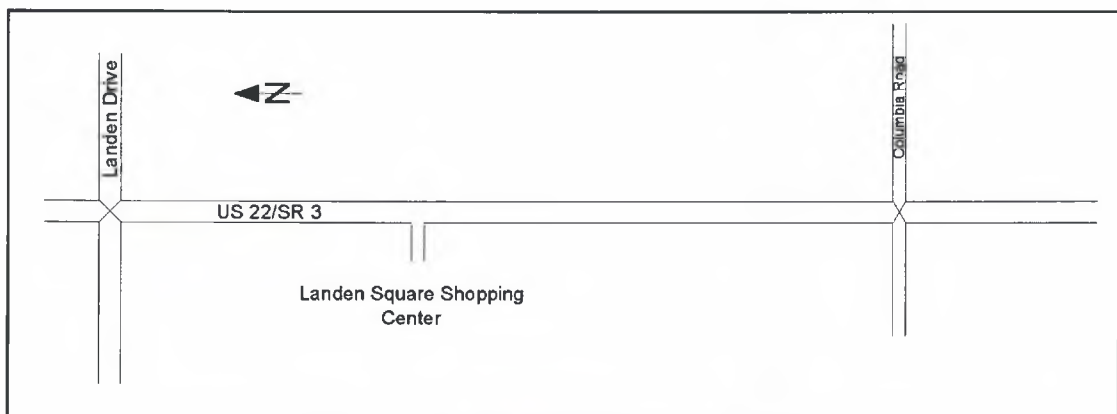 Landen Drive
N
Columbia Road
US 22/SR 3
Landen Square Shopping
Center